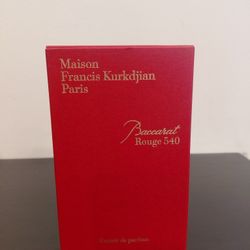 Maison
Francis Kurkdjian
Paris
Baccarat
Rouge 540
Extrait de parfum